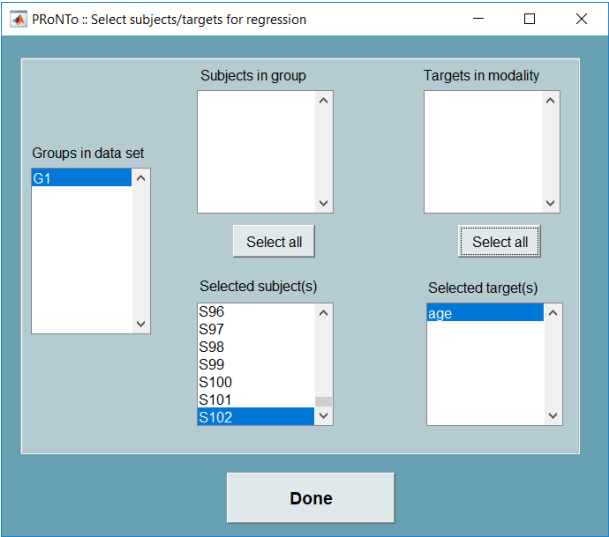 PRoNTo :: Select subjects/targets for regression
Subjects in group
Targets in modality
Groups in data set
G1
Select all
Select all
Selected subject(s)
Selected target(s)
S96
S97
S98
S99
S100
S101
S102
age
Done